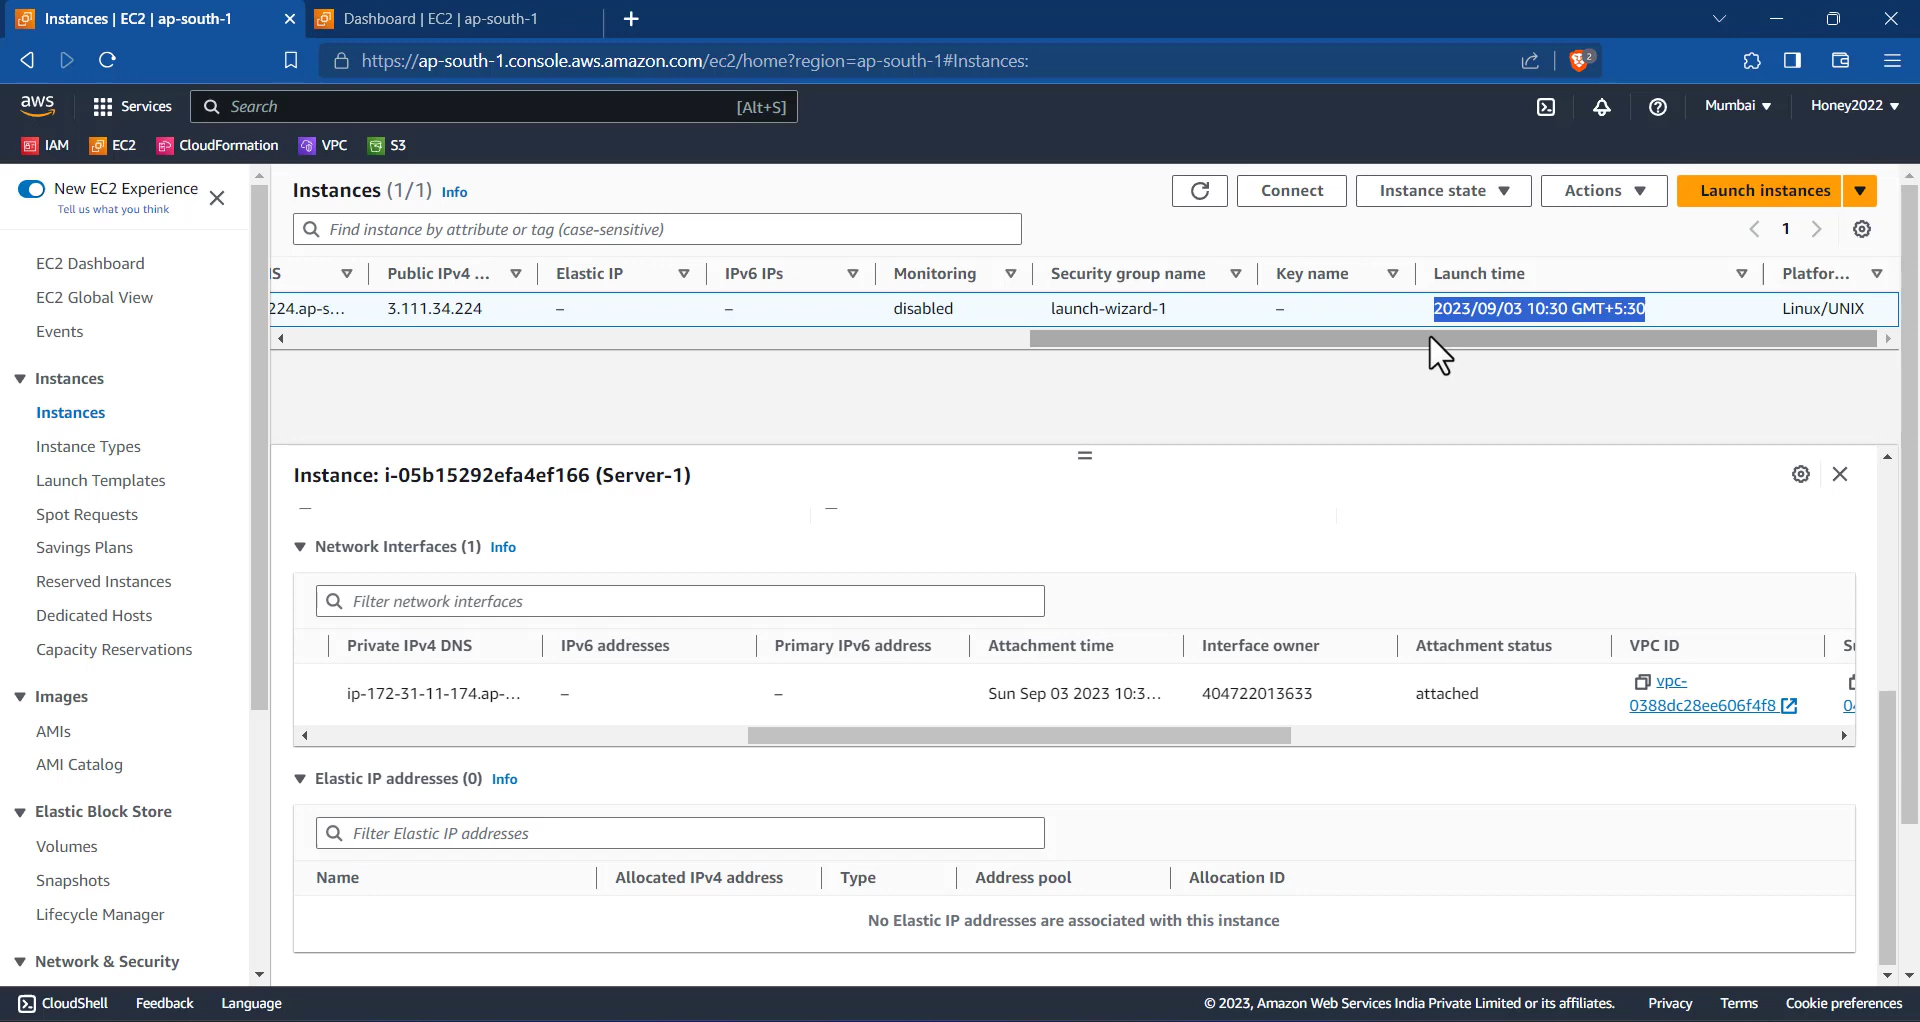 Instances | EC2 | ap-south-1
Dashboard | EC2 | ap-south-1
https://ap-south-1.console.aws.amazon.com/ec2/home?region=ap-south-1#Instances:
2
aws
Services
Search
[Alt+S]
Mumbai
Honey2022
IAM
EC2
CloudFormation
VPC
S3
New EC2 Experience
Tell us what you think
EC2 Dashboard
EC2 Global View
Events
Instances
Instances
Instance Types
Launch Templates
Spot Requests
Savings Plans
Reserved Instances
Dedicated Hosts
Capacity Reservations
Images
AMIs
AMI Catalog
Elastic Block Store
Volumes
Snapshots
Lifecycle Manager
Network & Security
Instances (1/1) Info
Connect
Instance state
Actions
Launch instances
Find instance by attribute or tag (case-sensitive)
1
S Public IPv4 ... Elastic IP IPv6 IPs Monitoring Security group name Key name Launch time Platfor...
224.ap-s... 3.111.34.224 – – disabled launch-wizard-1 – 2023/09/03 10:30 GMT+5:30 Linux/UNIX
Instance: i-05b15292efa4ef166 (Server-1)
– –
Network Interfaces (1) Info
Filter network interfaces
Private IPv4 DNS IPv6 addresses Primary IPv6 address Attachment time Interface owner Attachment status VPC ID
ip-172-31-11-174.ap-... – – Sun Sep 03 2023 10:3... 404722013633 attached vpc-
0388dc28ee606f4f8
Elastic IP addresses (0) Info
Filter Elastic IP addresses
Name Allocated IPv4 address Type Address pool Allocation ID
No Elastic IP addresses are associated with this instance
CloudShell Feedback Language
© 2023, Amazon Web Services India Private Limited or its affiliates. Privacy Terms Cookie preferences